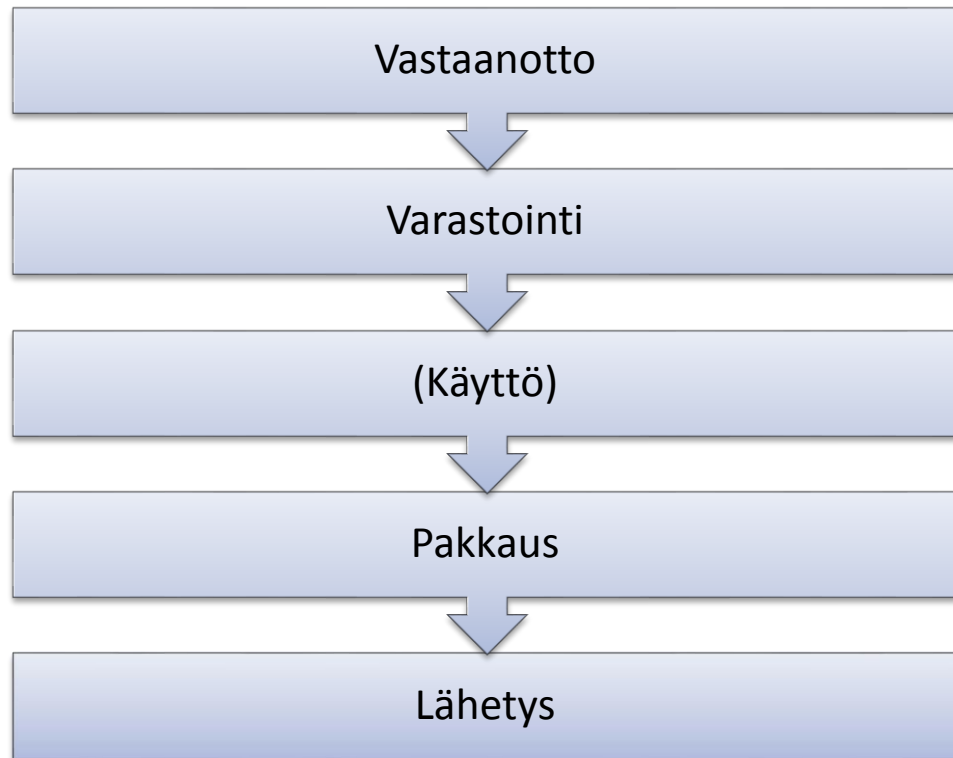 Vastaanotto
Varastointi
(Käyttö)
Pakkaus
Lähetys